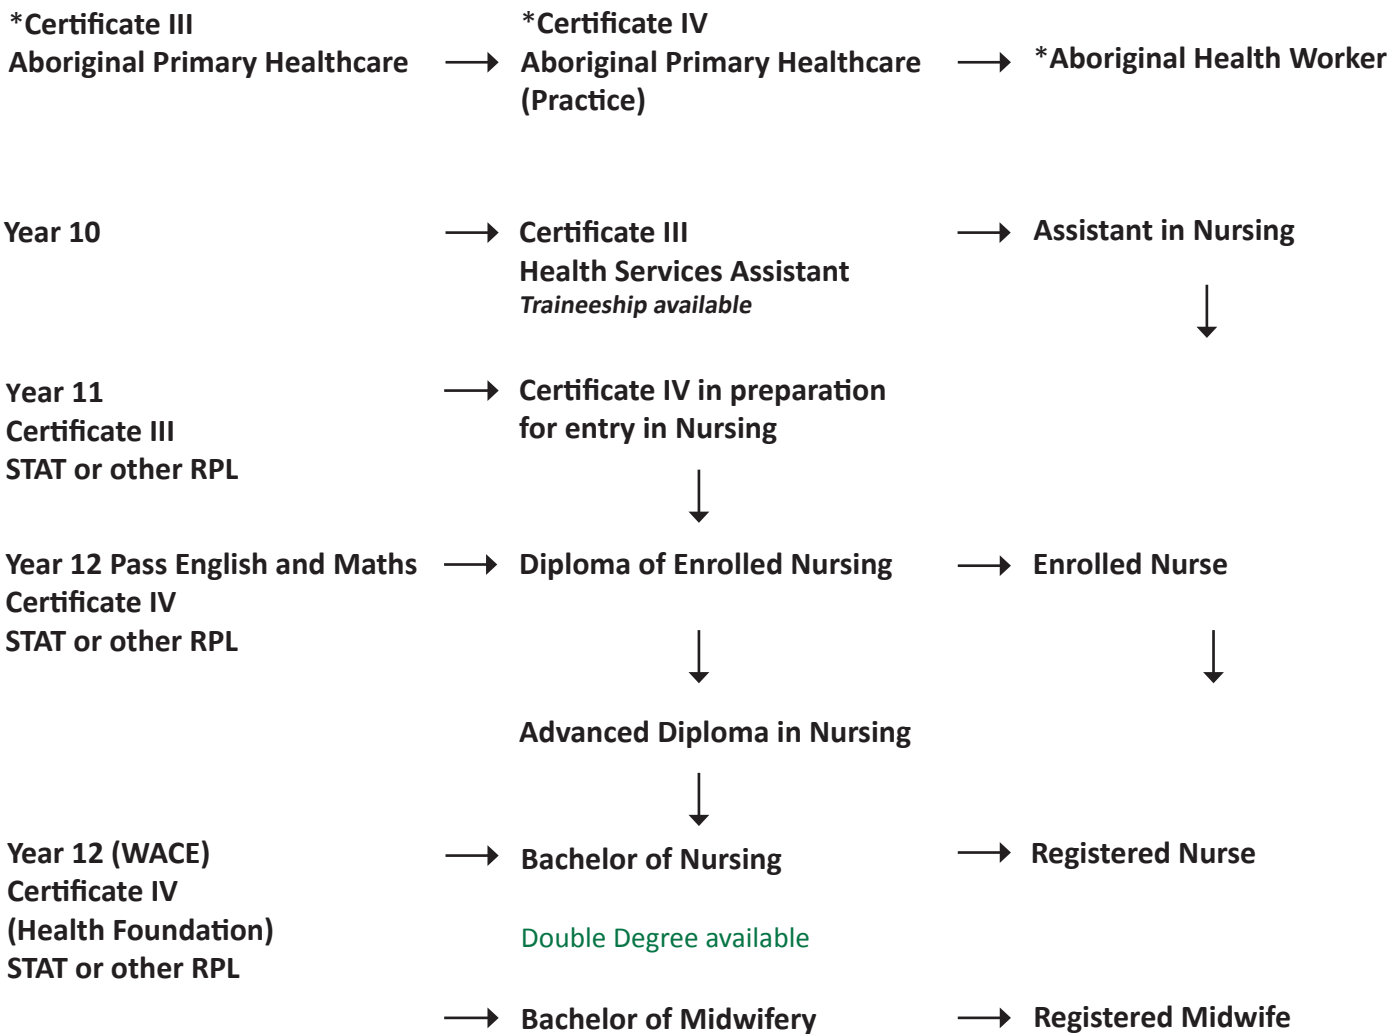 *Certificate III
Aboriginal Primary Healthcare
*Certificate IV
Aboriginal Primary Healthcare
(Practice)
*Aboriginal Health Worker
Year 10
Certificate III
Health Services Assistant
Traineeship available
Assistant in Nursing
Year 11
Certificate III
STAT or other RPL
Certificate IV in preparation
for entry in Nursing
Year 12 Pass English and Maths
Certificate IV
STAT or other RPL
Diploma of Enrolled Nursing
Enrolled Nurse
Advanced Diploma in Nursing
Year 12 (WACE)
Certificate IV
(Health Foundation)
STAT or other RPL
Bachelor of Nursing
Double Degree available
Registered Nurse
Bachelor of Midwifery
Registered Midwife